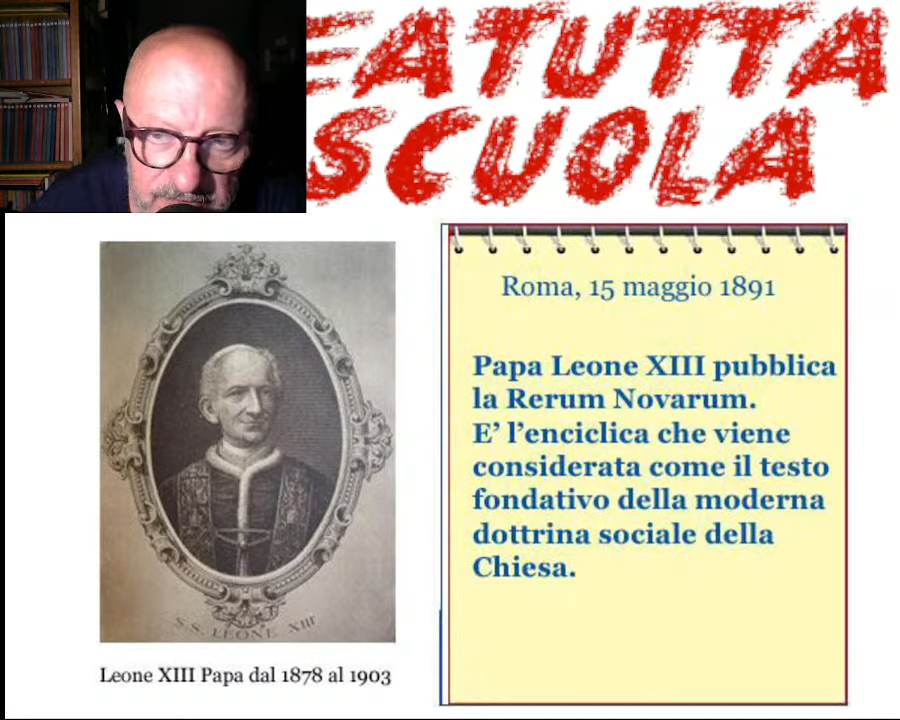 EATUTTA
SCUOLA
Roma, 15 maggio 1891
Papa Leone XIII pubblica
la Rerum Novarum.
E’ l’enciclica che viene
considerata come il testo
fondativo della moderna
dottrina sociale della
Chiesa.
S.S. LEONE XIII
Leone XIII Papa dal 1878 al 1903